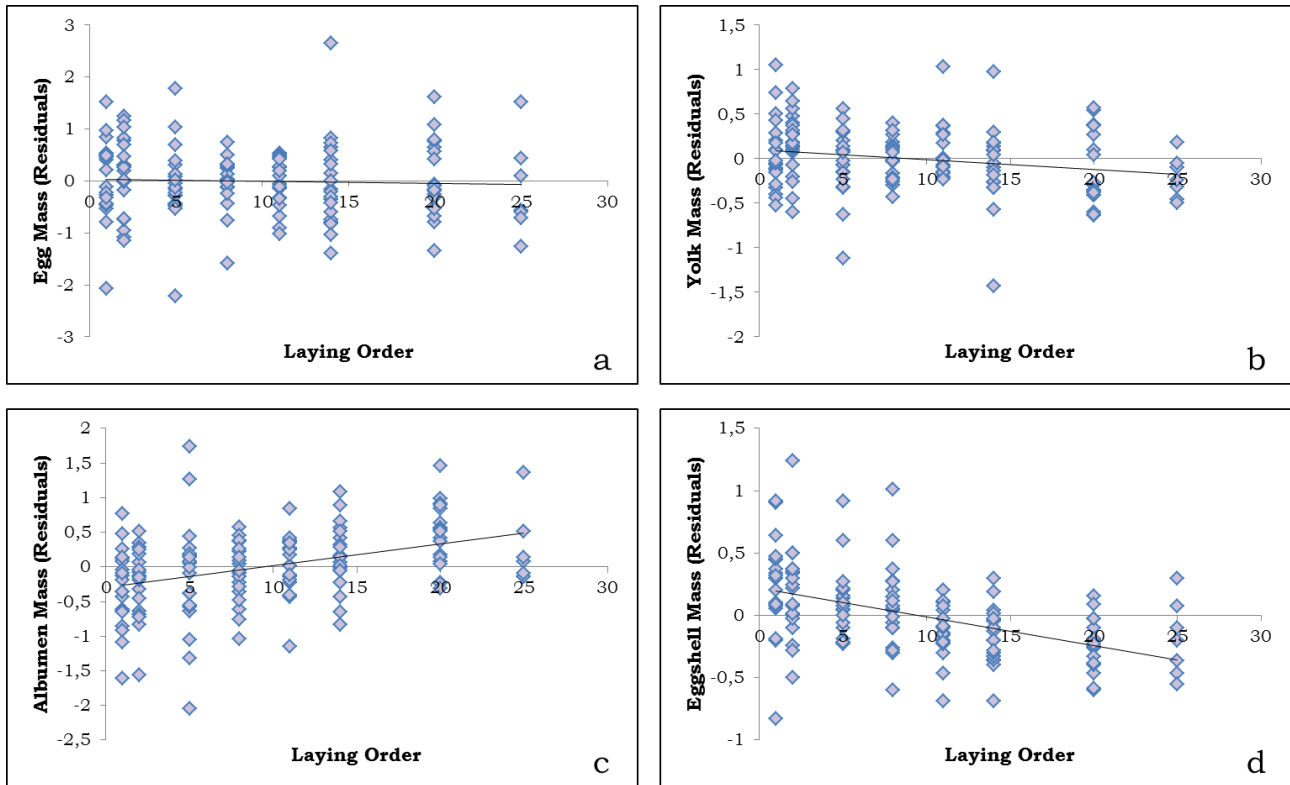 3
2
1
0
-1
-2
-3
0 5 10 15 20 25 30
Egg Mass (Residuals)
Laying Order
a
1,5
1
0,5
0
-0,5
-1
-1,5
-2
0 5 10 15 20 25 30
Yolk Mass (Residuals)
Laying Order
b
2
1,5
1
0,5
0
-0,5
-1
-1,5
-2
-2,5
0 5 10 15 20 25 30
Albumen Mass (Residuals)
Laying Order
c
1,5
1
0,5
0
-0,5
-1
0 5 10 15 20 25 30
Eggshell Mass (Residuals)
Laying Order
d